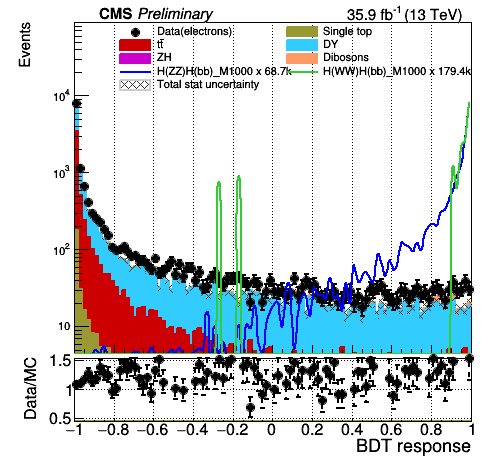 CMS Preliminary 35.9 fb⁻¹ (13 TeV)
Data(electrons) Single top
tt̄ DY
ZH Dibosons
H(ZZ)H(bb)_M1000 x 68.7k H(WW)H(bb)_M1000 x 179.4k
Total stat uncertainty
Events
10⁴
10³
10²
10
Data/MC
1.5
1.0
0.5
−1 −0.8 −0.6 −0.4 −0.2 0 0.2 0.4 0.6 0.8 1
BDT response